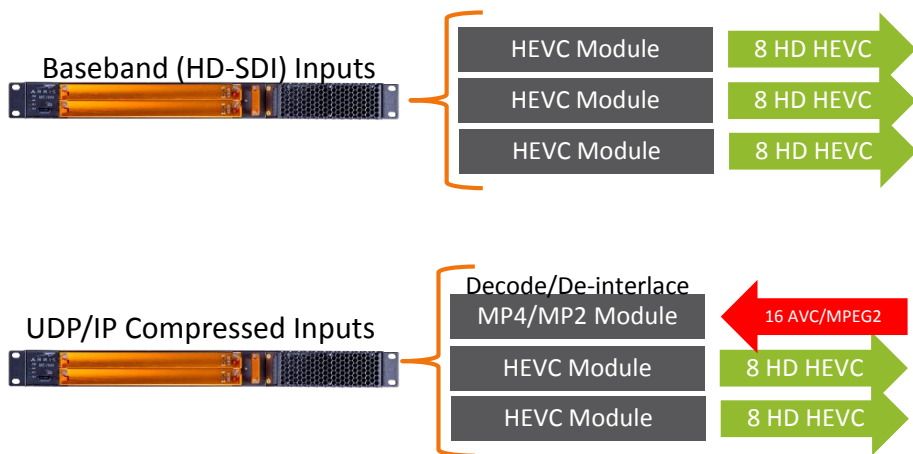 Baseband (HD-SDI) Inputs
HEVC Module
8 HD HEVC
HEVC Module
8 HD HEVC
HEVC Module
8 HD HEVC
UDP/IP Compressed Inputs
Decode/De-interlace
MP4/MP2 Module
16 AVC/MPEG2
HEVC Module
8 HD HEVC
HEVC Module
8 HD HEVC